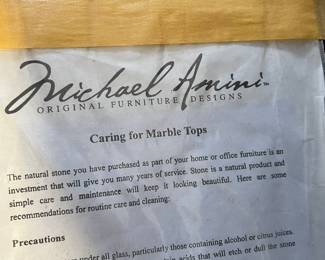 Michael Amini™
ORIGINAL FURNITURE DESIGNS
Caring for Marble Tops
The natural stone you have purchased as part of your home or office furniture is an
investment that will give you many years of service. Stone is a natural product and
simple care and maintenance will keep it looking beautiful. Here are some
recommendations for routine care and cleaning:
Precautions
under all glass, particularly those containing alcohol or citrus juices.
acids that will etch or dull the stone